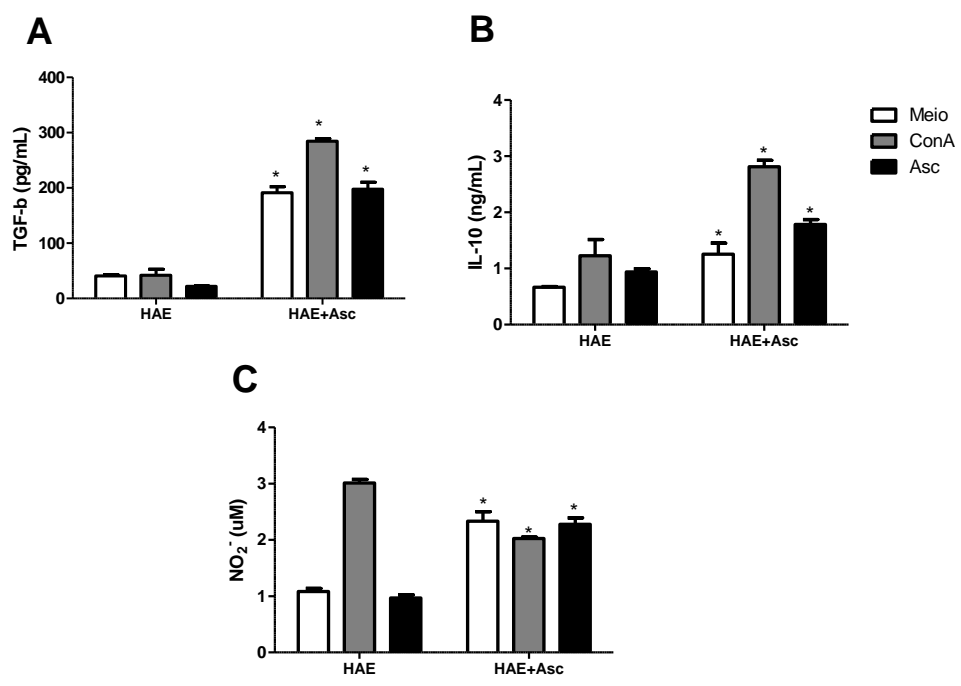 A
TGF-b (pg/mL)
400
300
200
100
0
* * *
HAE HAE+Asc
B
IL-10 (ng/mL)
4
3
2
1
0
* * *
HAE HAE+Asc
Meio
ConA
Asc
C
NO₂⁻ (uM)
4
3
2
1
0
* * *
HAE HAE+Asc